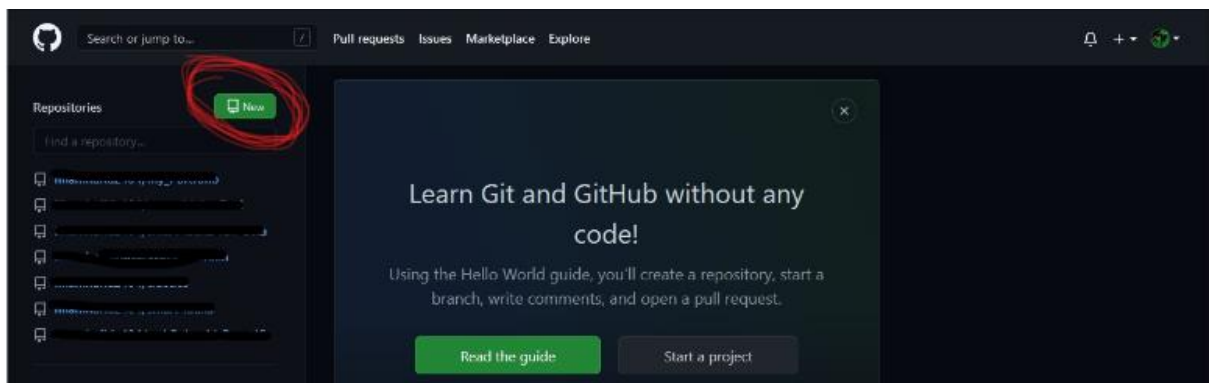 Search or jump to...
/
Pull requests Issues Marketplace Explore
Repositories
New
Find a repository...
Learn Git and GitHub without any
code!
Using the Hello World guide, you'll create a repository, start a
branch, write comments, and open a pull request.
Read the guide
Start a project